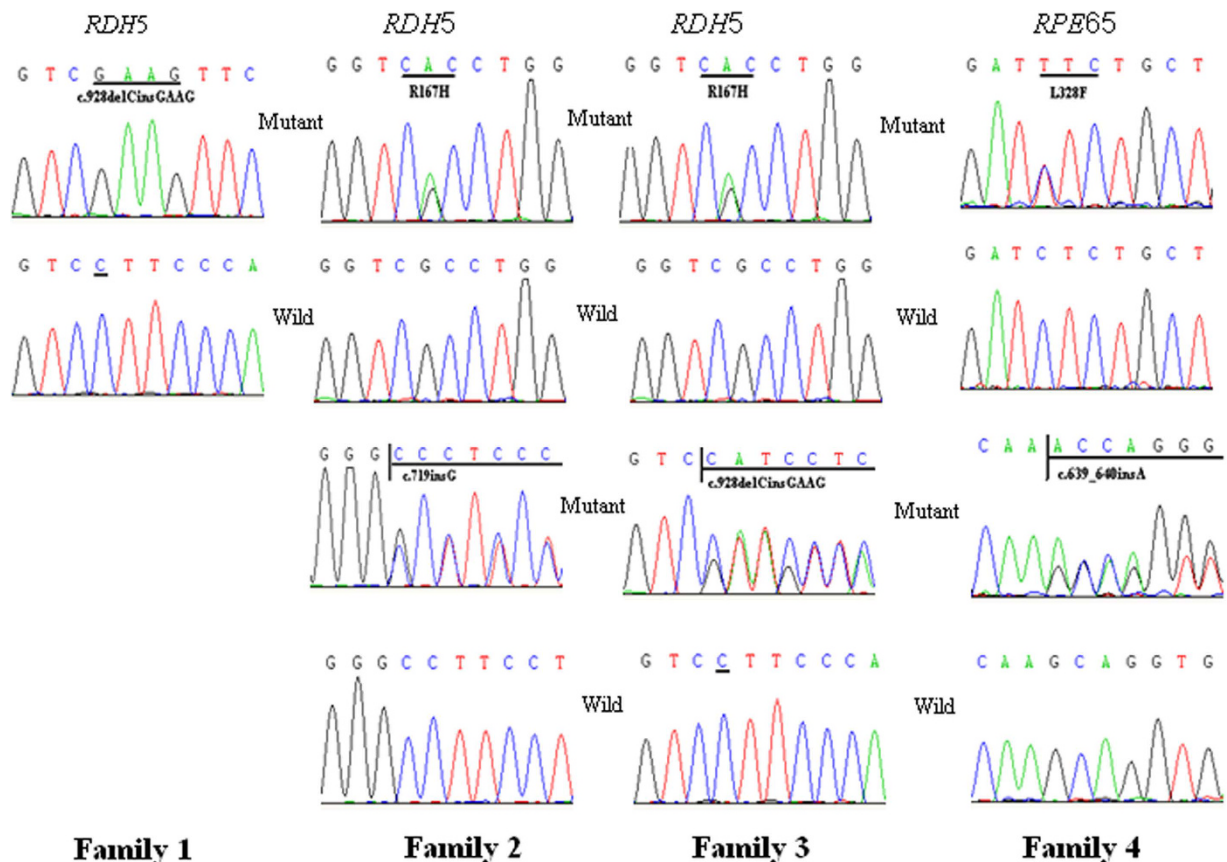 RDH5 RDH5 RDH5 RPE65
G T C G A A G T T C
c.928delCinsGAAG
G G T C A C C T G G
R167H
G G T C A C C T G G
R167H
G A T T T C T G C T
L328F
Mutant Mutant Mutant
G T C C T T C C C A
G G T C G C C T G G
G G T C G C C T G G
G A T C T C T G C T
Wild Wild Wild
G G G C C C T C C C
c.719insG
G T C C A T C C T C
c.928delCinsGAAG
C A A A C C A G G G
c.639_640insA
Mutant Mutant
G G G C C T T C C T
G T C C T T C C C A
C A A G C A G G T G
Wild Wild
Family 1 Family 2 Family 3 Family 4